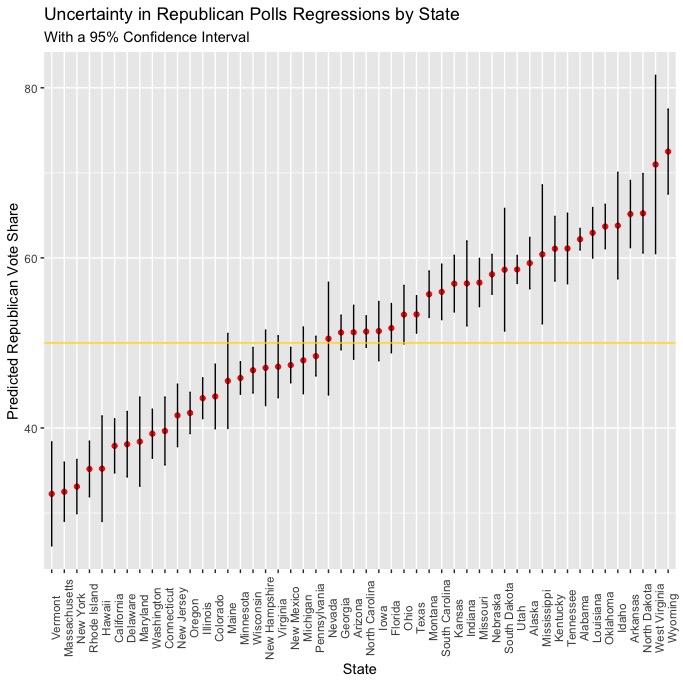 Uncertainty in Republican Polls Regressions by State
With a 95% Confidence Interval
Predicted Republican Vote Share
80
60
40
Vermont
Massachusetts
New York
Rhode Island
Hawaii
California
Delaware
Maryland
Washington
Connecticut
New Jersey
Oregon
Illinois
Colorado
Maine
Minnesota
Wisconsin
New Hampshire
Virginia
New Mexico
Michigan
Pennsylvania
Nevada
Georgia
Arizona
North Carolina
Iowa
Florida
Ohio
Texas
Montana
South Carolina
Kansas
Indiana
Missouri
Nebraska
South Dakota
Utah
Alaska
Mississippi
Kentucky
Tennessee
Alabama
Louisiana
Oklahoma
Idaho
Arkansas
North Dakota
West Virginia
Wyoming
State